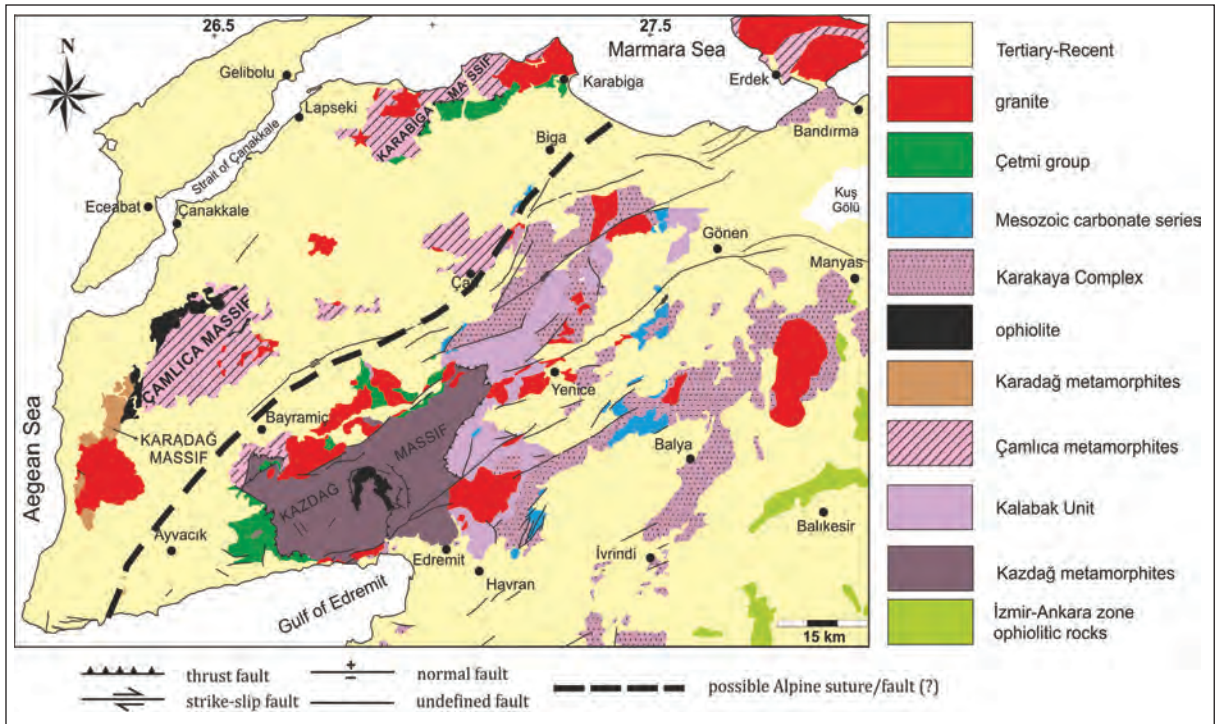 26.5
27.5
N
Marmara Sea
Gelibolu
Lapseki
Karabiga
Erdek
Bandırma
KARABIGA MASSIF
Biga
Strait of Çanakkale
Eceabat
Çanakkale
Kuş
Gölü
Gönen
Manyas
ÇAMLICA MASSIF
Aegean Sea
KARADAĞ
MASSIF
Bayramiç
Yenice
Balya
KAZDAĞ MASSIF
Balıkesir
Ayvacık
Edremit
Havran
İvrindi
Gulf of Edremit
15 km
Tertiary-Recent
granite
Çetmi group
Mesozoic carbonate series
Karakaya Complex
ophiolite
Karadağ metamorphites
Çamlıca metamorphites
Kalabak Unit
Kazdağ metamorphites
İzmir-Ankara zone
ophiolitic rocks
thrust fault
normal fault
strike-slip fault
undefined fault
possible Alpine suture/fault (?)